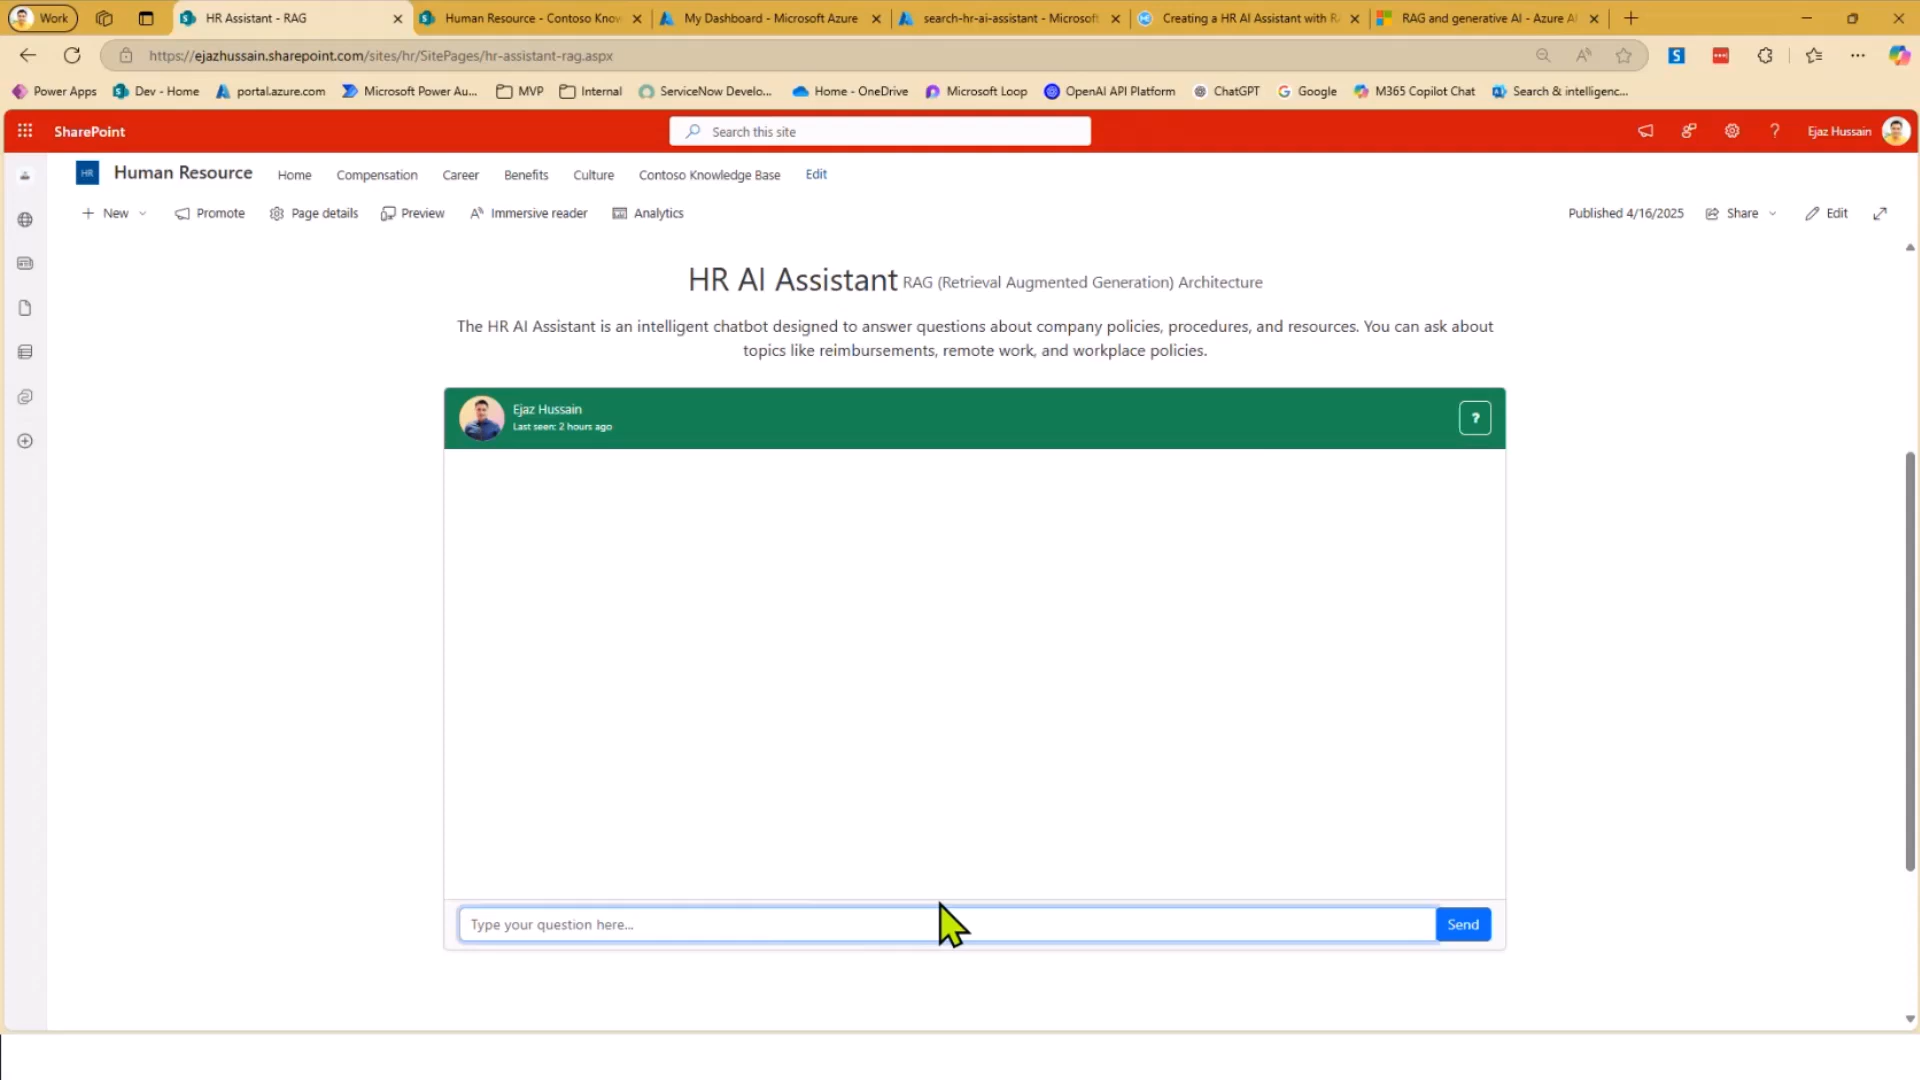 Work
HR Assistant - RAG
Human Resource - Contoso Know
My Dashboard - Microsoft Azure
search-hr-ai-assistant - Microsoft
Creating a HR AI Assistant with R
RAG and generative AI - Azure AI
https://ejazhussain.sharepoint.com/sites/hr/SitePages/hr-assistant-rag.aspx
Power Apps
Dev - Home
portal.azure.com
Microsoft Power Au...
MVP
Internal
ServiceNow Develo...
Home - OneDrive
Microsoft Loop
OpenAI API Platform
ChatGPT
Google
M365 Copilot Chat
Search & intelligenc...
SharePoint
Search this site
Ejaz Hussain
HR
Human Resource
Home
Compensation
Career
Benefits
Culture
Contoso Knowledge Base
Edit
New
Promote
Page details
Preview
Immersive reader
Analytics
Published 4/16/2025
Share
Edit
HR AI Assistant RAG (Retrieval Augmented Generation) Architecture
The HR AI Assistant is an intelligent chatbot designed to answer questions about company policies, procedures, and resources. You can ask about
topics like reimbursements, remote work, and workplace policies.
Ejaz Hussain
Last seen: 2 hours ago
?
Type your question here...
Send